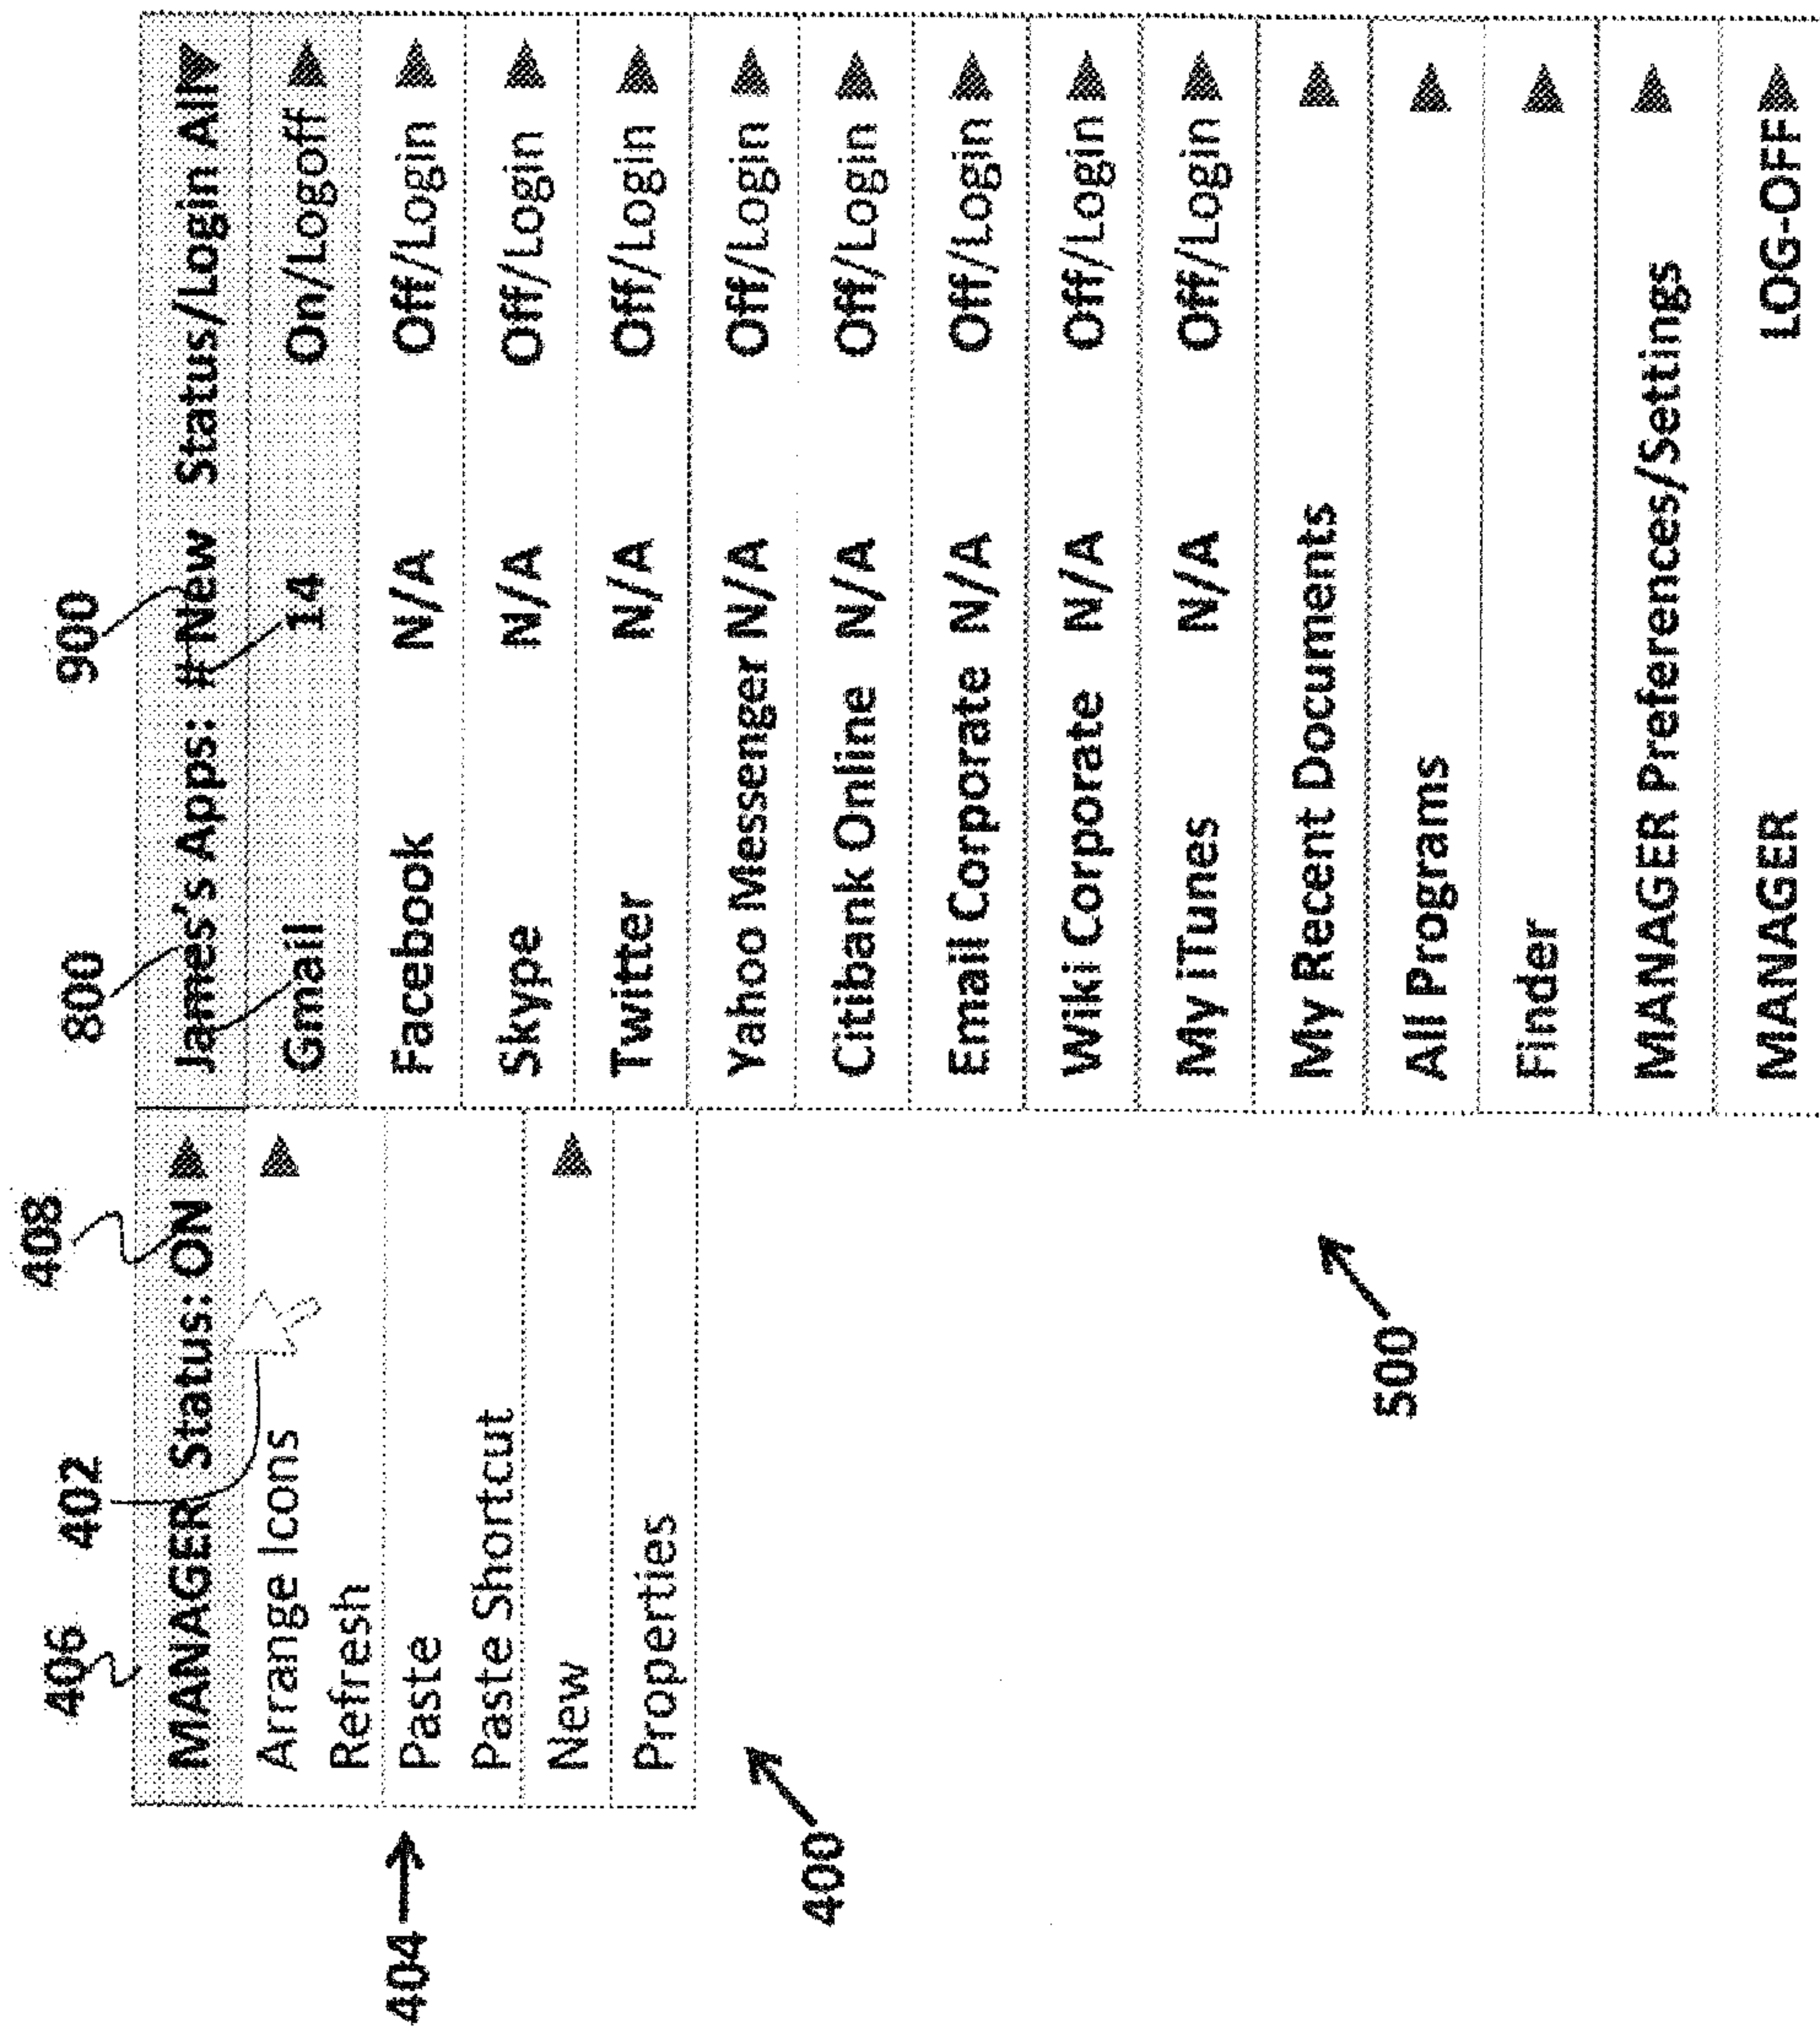 406 402 408 800 900
MANAGER Status: ON
Arrange Icons
Refresh
Paste
Paste Shortcut
New
Properties
404
400
James's Apps: #New Status/Login All
Gmail 14 On/Logoff
Facebook N/A Off/Login
Skype N/A Off/Login
Twitter N/A Off/Login
Yahoo Messenger N/A Off/Login
Citibank Online N/A Off/Login
Email Corporate N/A Off/Login
Wiki Corporate N/A Off/Login
My iTunes N/A Off/Login
My Recent Documents
All Programs
Finder
MANAGER Preferences/Settings
MANAGER LOG-OFF
500